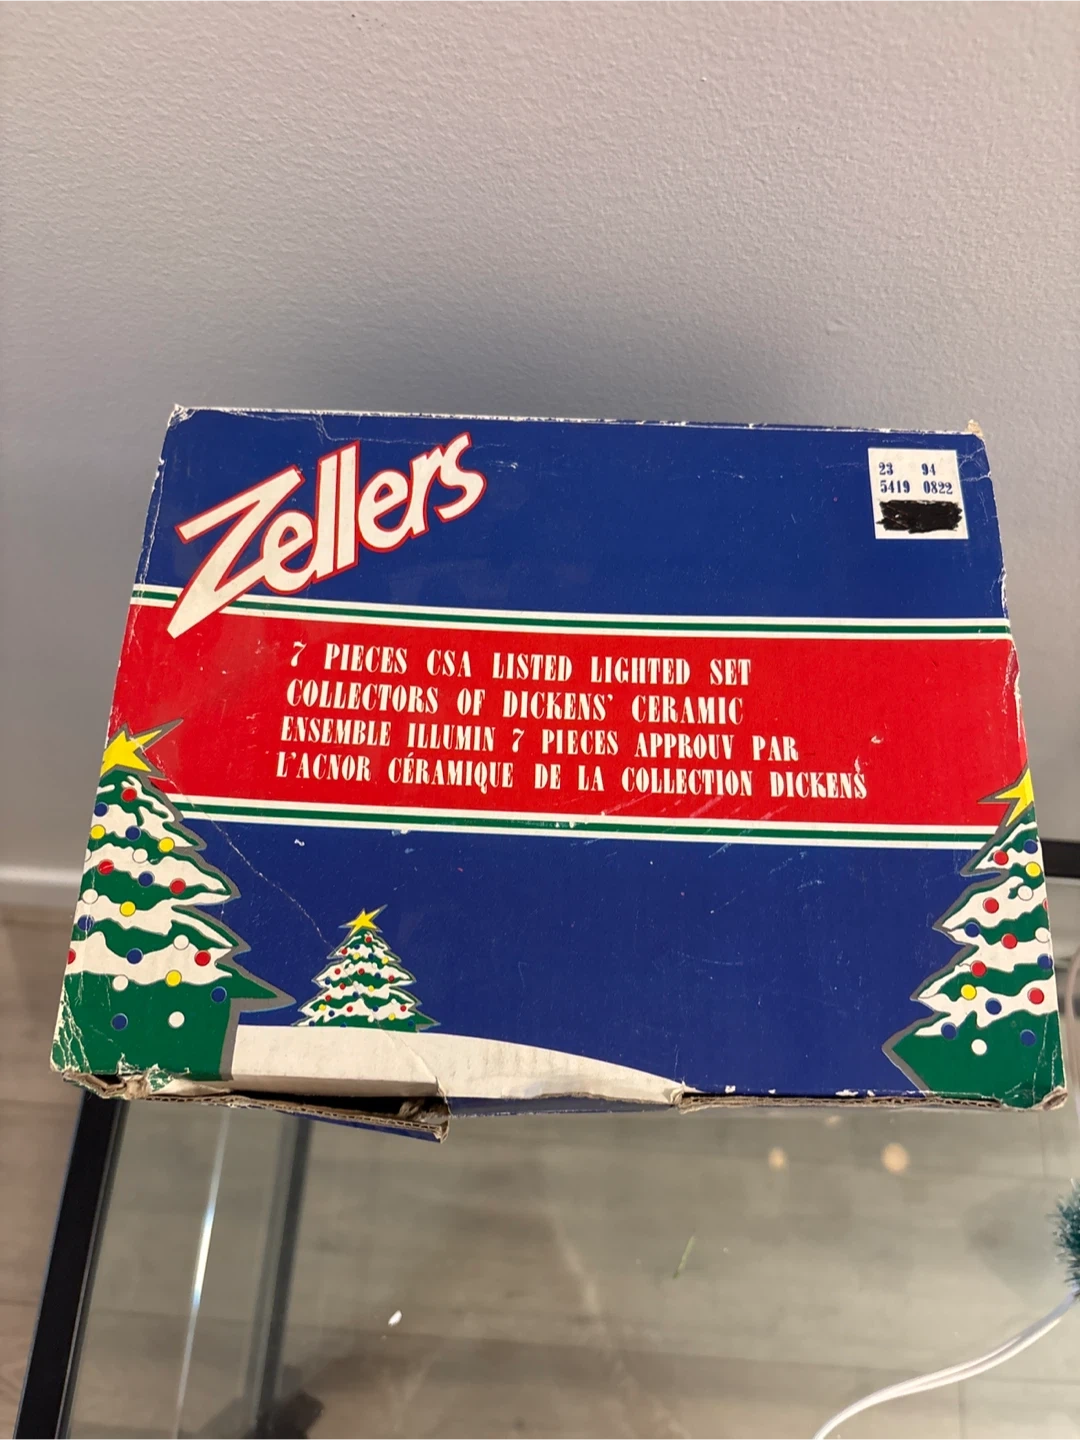 Zellers
23 94
5419 0822
7 PIECES CSA LISTED LIGHTED SET
COLLECTORS OF DICKENS' CERAMIC
ENSEMBLE ILLUMIN 7 PIECES APPROUV PAR
L'ACNOR CÉRAMIQUE DE LA COLLECTION DICKENS